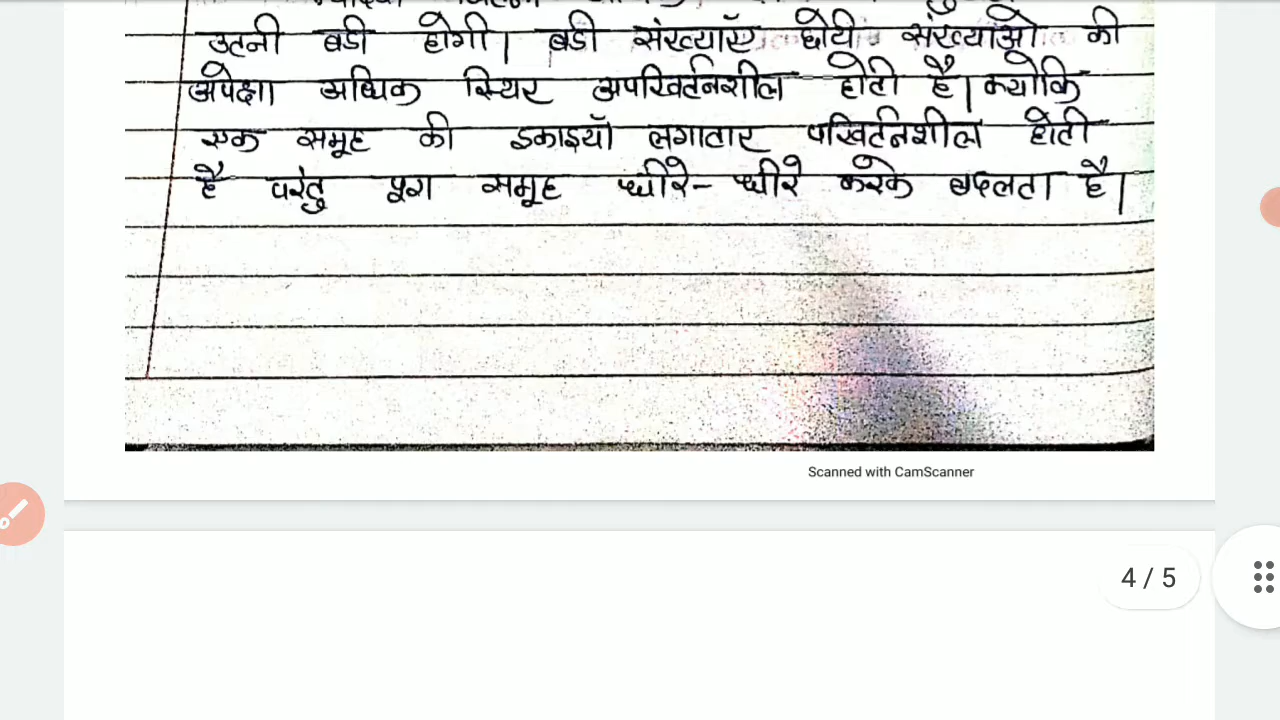 उतनी बडी होगी। बडी संख्याएँ छोटी संख्याओ की
अपेक्षा अधिक स्थिर अपरिवर्तनशील होती है। क्योकि
एक समूह की इकाइयाँ लगातार परिवर्तनशील होती
है परंतु पूरा समूह धीरे- धीरे करके बदलता है।
Scanned with CamScanner
4 / 5